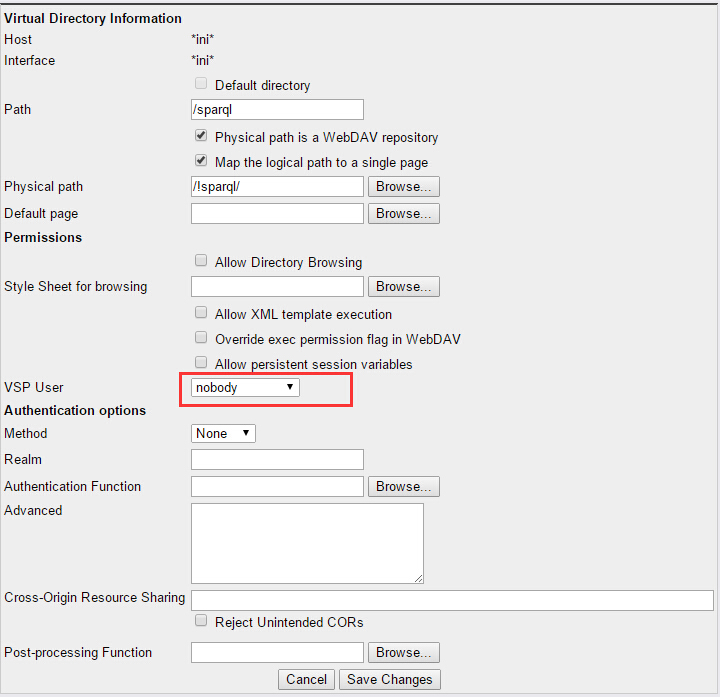 Virtual Directory Information
Host *ini*
Interface *ini*
Default directory
Path /sparql
Physical path is a WebDAV repository
Map the logical path to a single page
Physical path /!sparql/ Browse...
Default page Browse...
Permissions
Allow Directory Browsing
Style Sheet for browsing Browse...
Allow XML template execution
Override exec permission flag in WebDAV
Allow persistent session variables
VSP User nobody
Authentication options
Method None
Realm
Authentication Function Browse...
Advanced
Cross-Origin Resource Sharing
Reject Unintended CORs
Post-processing Function Browse...
Cancel Save Changes